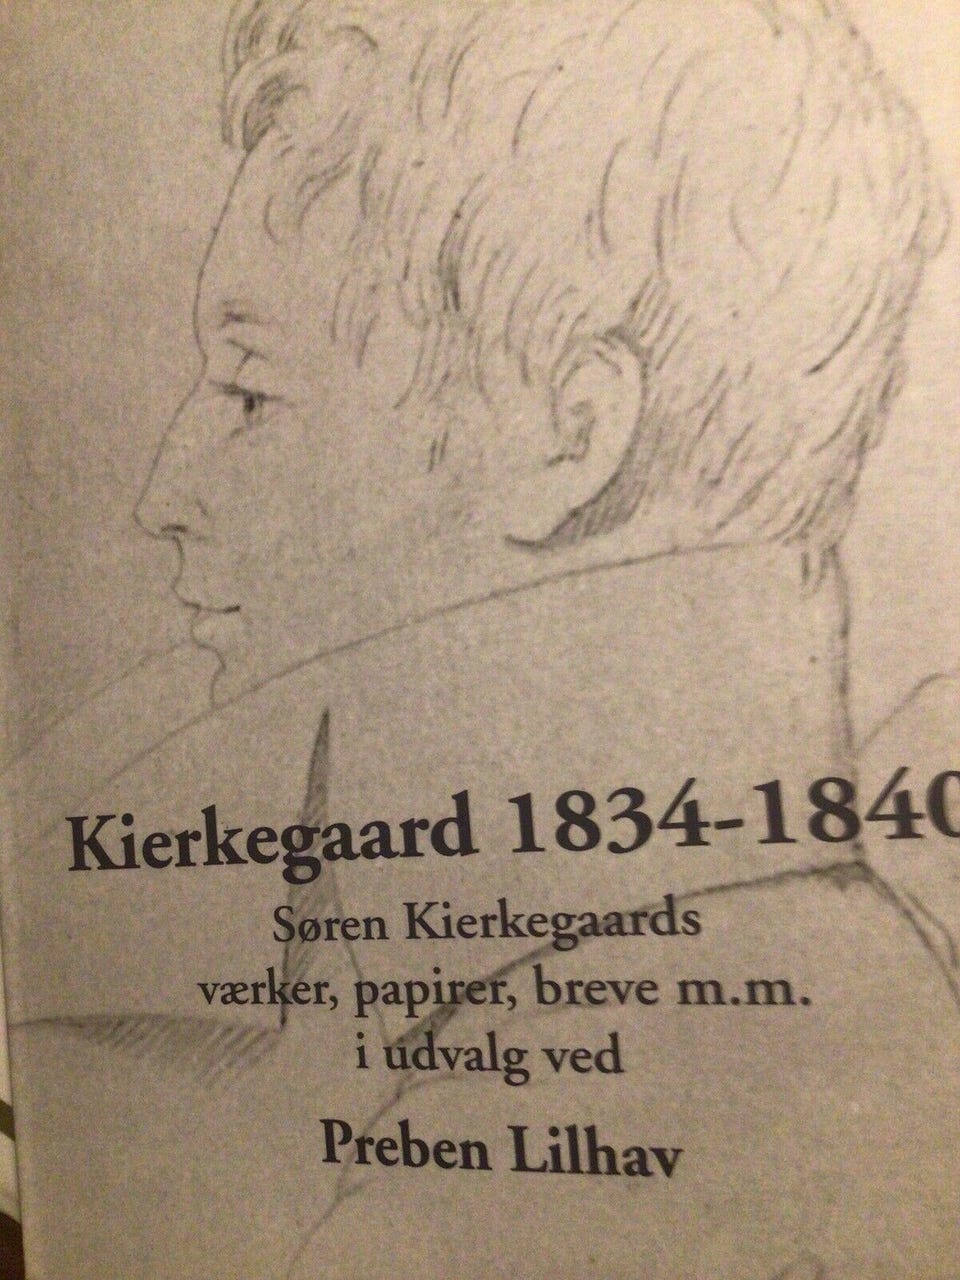 Kierkegaard 1834-1840
Søren Kierkegaards
værker, papirer, breve m.m.
i udvalg ved
Preben Lilhav